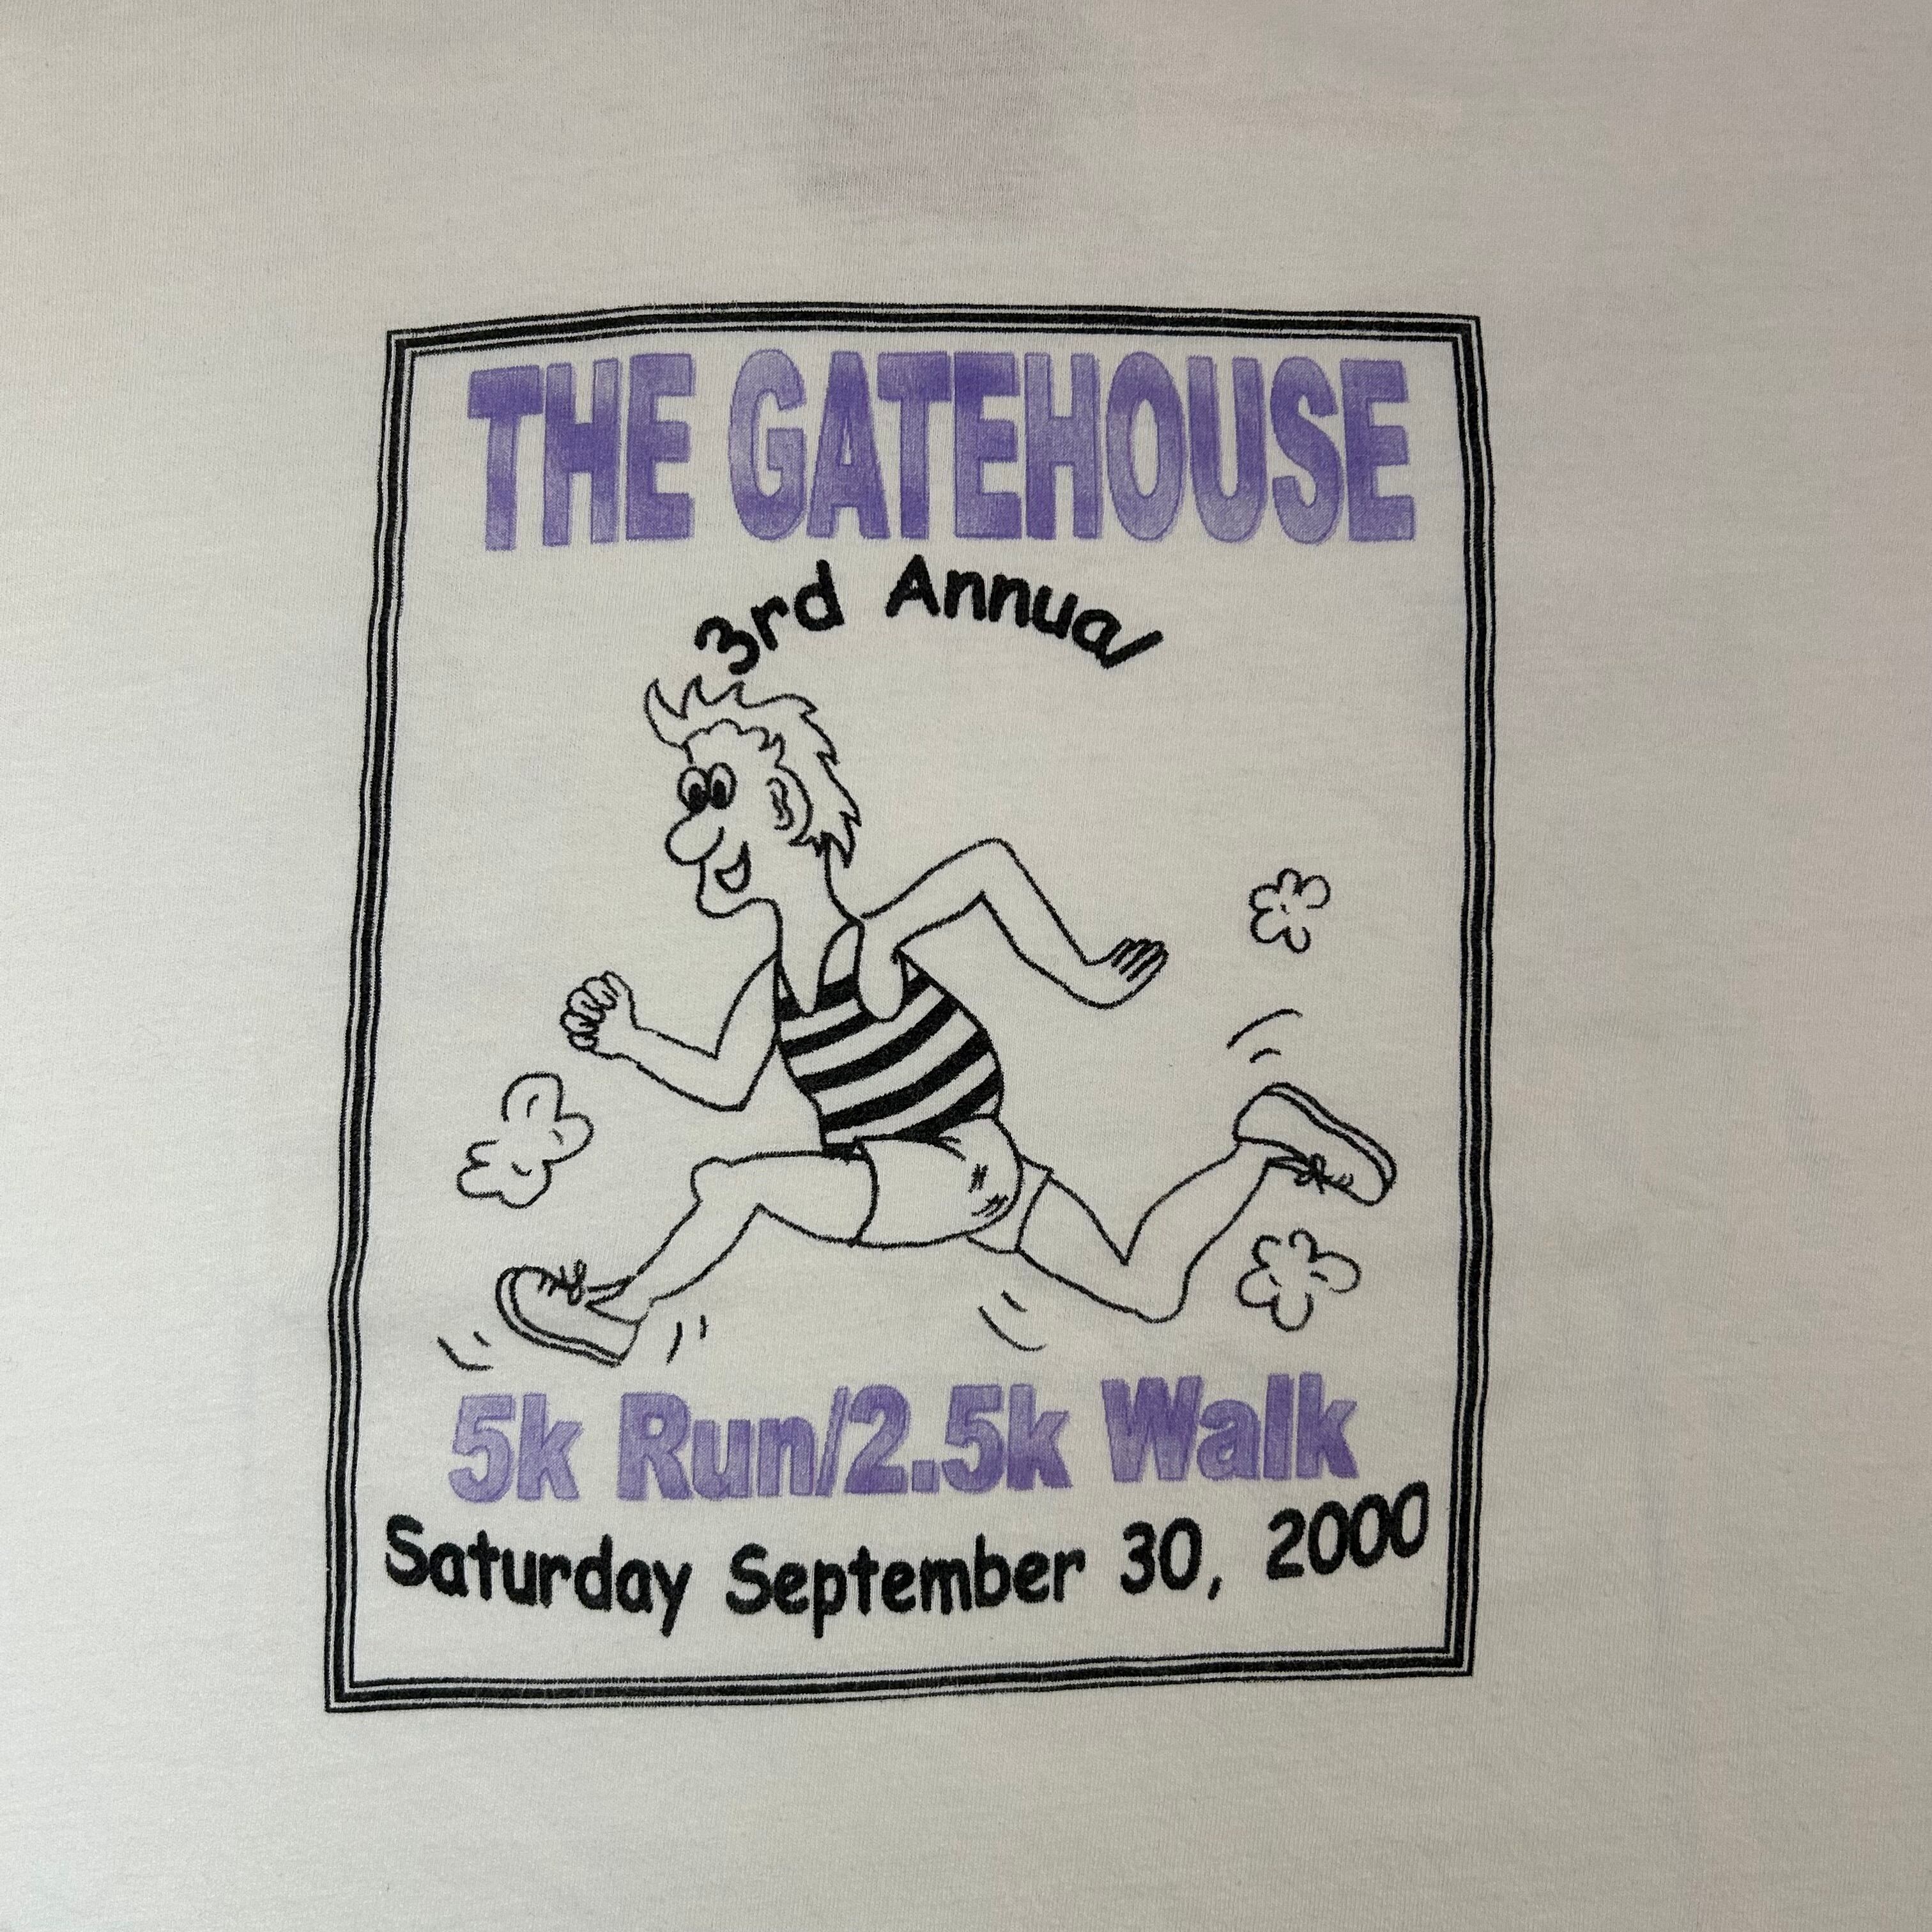 THE GATEHOUSE
3rd Annual
5k Run/2.5k Walk
Saturday September 30, 2000